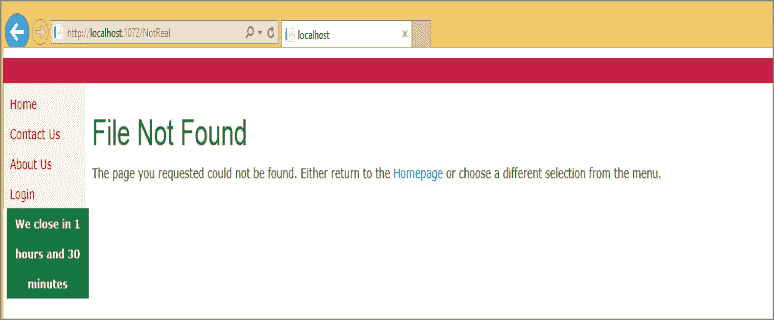 http://localhost:1072/NotReal
localhost
Home
Contact Us
About Us
Login
We close in 1
hours and 30
minutes
File Not Found
The page you requested could not be found. Either return to the Homepage or choose a different selection from the menu.